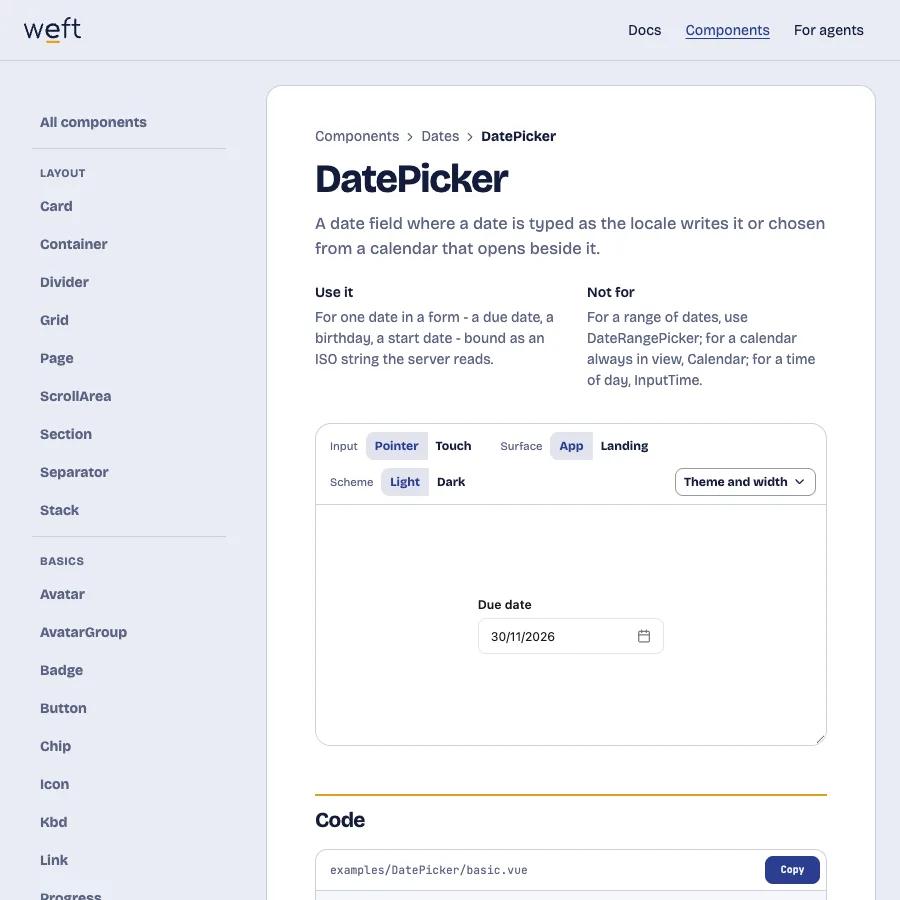 weft
Docs
Components
For agents
All components
LAYOUT
Card
Container
Divider
Grid
Page
ScrollArea
Section
Separator
Stack
BASICS
Avatar
AvatarGroup
Badge
Button
Chip
Icon
Kbd
Link
Progress
Components > Dates > DatePicker
DatePicker
A date field where a date is typed as the locale writes it or chosen
from a calendar that opens beside it.
Use it
For one date in a form - a due date, a
birthday, a start date - bound as an
ISO string the server reads.
Not for
For a range of dates, use
DateRangePicker; for a calendar
always in view, Calendar; for a time
of day, InputTime.
Input Pointer Touch Surface App Landing
Scheme Light Dark Theme and width
Due date
30/11/2026
Code
examples/DatePicker/basic.vue Copy